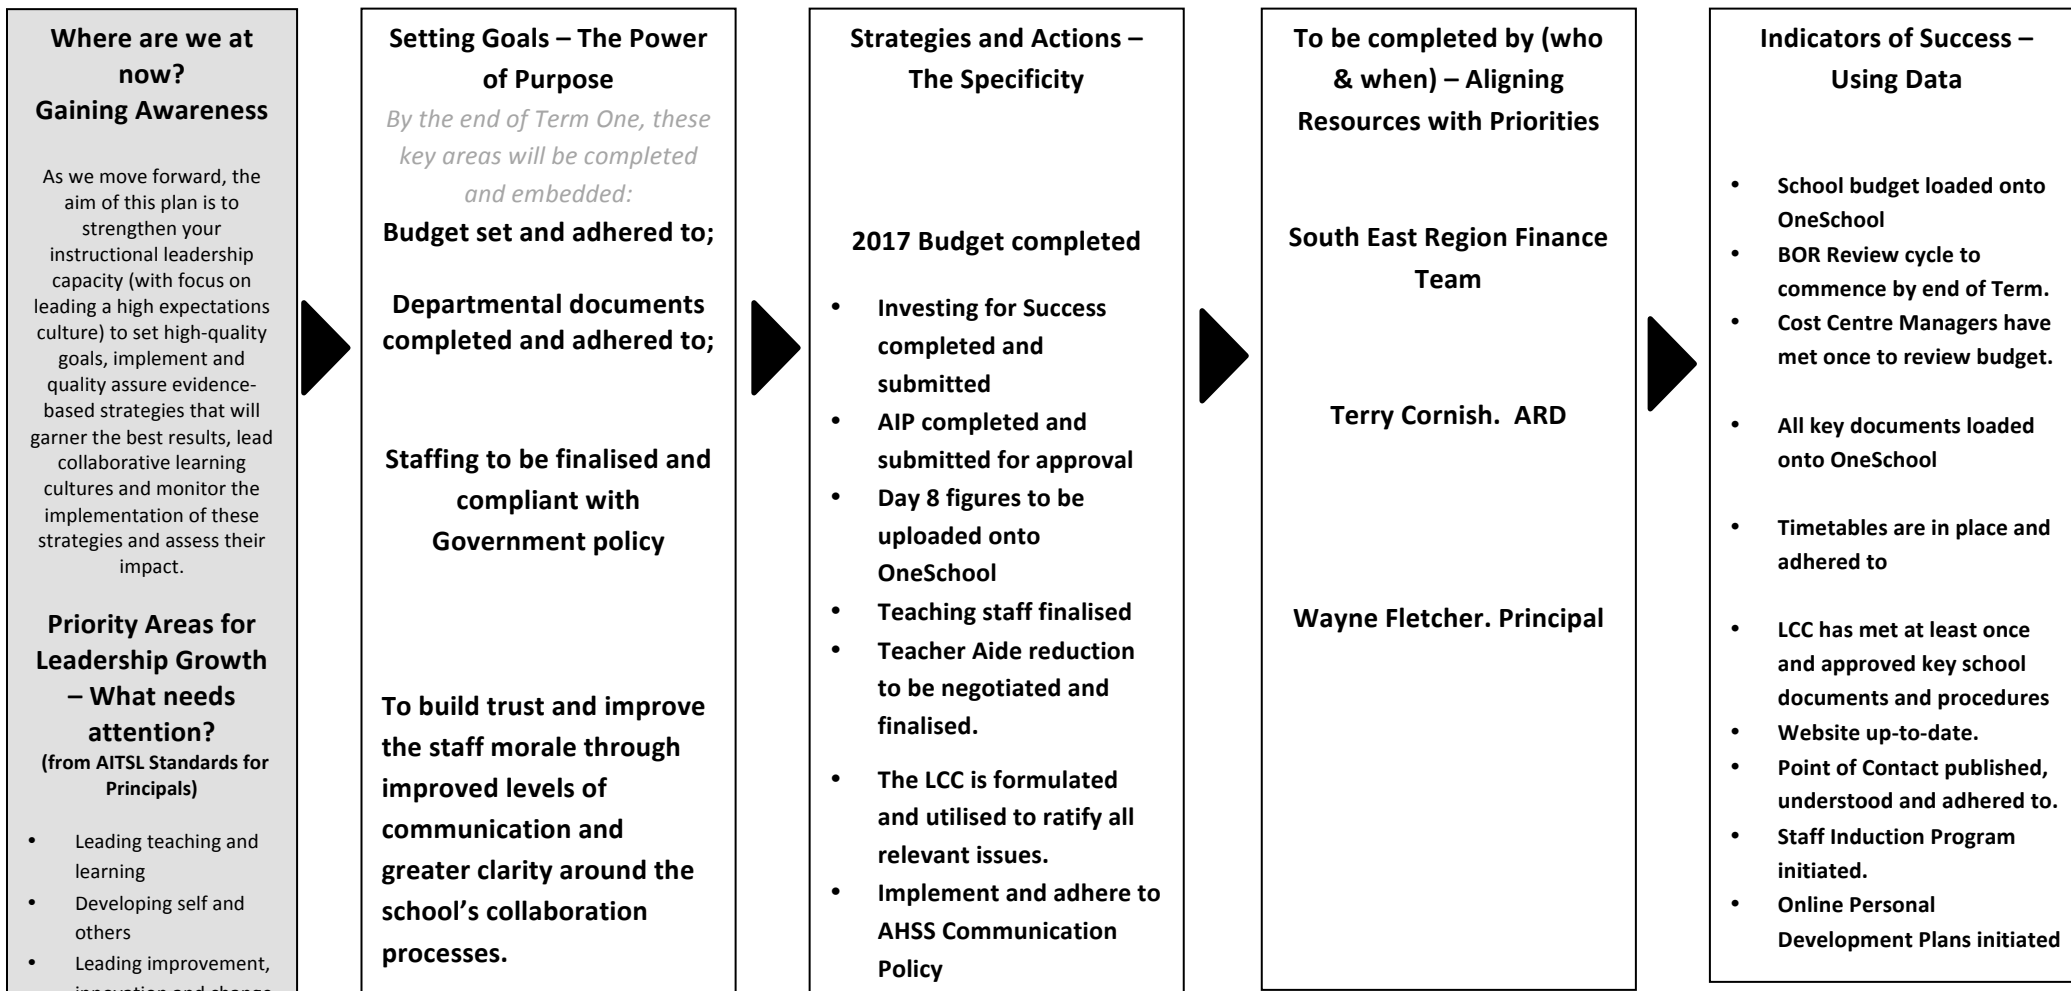 Where are we at
now?
Gaining Awareness
As we move forward, the
aim of this plan is to
strengthen your
instructional leadership
capacity (with focus on
leading a high expectations
culture) to set high-quality
goals, implement and
quality assure evidence-
based strategies that will
garner the best results, lead
collaborative learning
cultures and monitor the
implementation of these
strategies and assess their
impact.
Priority Areas for
Leadership Growth
– What needs
attention?
(from AITSL Standards for
Principals)
• Leading teaching and
learning
• Developing self and
others
• Leading improvement,
innovation and change
Setting Goals – The Power
of Purpose
By the end of Term One, these
key areas will be completed
and embedded:
Budget set and adhered to;
Departmental documents
completed and adhered to;
Staffing to be finalised and
compliant with
Government policy
To build trust and improve
the staff morale through
improved levels of
communication and
greater clarity around the
school’s collaboration
processes.
Strategies and Actions –
The Specificity
2017 Budget completed
• Investing for Success
completed and
submitted
• AIP completed and
submitted for approval
• Day 8 figures to be
uploaded onto
OneSchool
• Teaching staff finalised
• Teacher Aide reduction
to be negotiated and
finalised.
• The LCC is formulated
and utilised to ratify all
relevant issues.
• Implement and adhere to
AHSS Communication
Policy
To be completed by (who
& when) – Aligning
Resources with Priorities
South East Region Finance
Team
Terry Cornish. ARD
Wayne Fletcher. Principal
Indicators of Success –
Using Data
• School budget loaded onto
OneSchool
• BOR Review cycle to
commence by end of Term.
• Cost Centre Managers have
met once to review budget.
• All key documents loaded
onto OneSchool
• Timetables are in place and
adhered to
• LCC has met at least once
and approved key school
documents and procedures
• Website up-to-date.
• Point of Contact published,
understood and adhered to.
• Staff Induction Program
initiated.
• Online Personal
Development Plans initiated